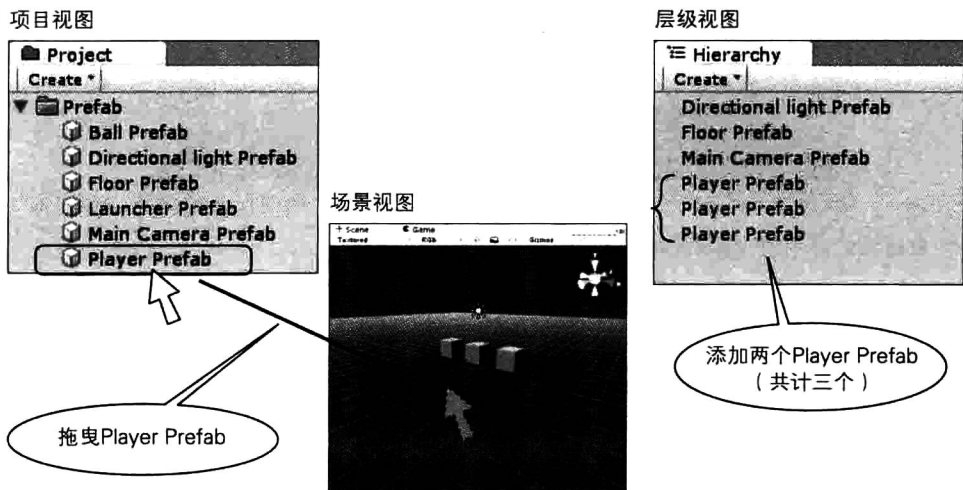 项目视图
Project
Create
Prefab
Ball Prefab
Directional light Prefab
Floor Prefab
Launcher Prefab
Main Camera Prefab
Player Prefab
拖曳Player Prefab
场景视图
Scene
Game
Textured
RGB
Gizmos
层级视图
Hierarchy
Create
Directional light Prefab
Floor Prefab
Main Camera Prefab
Player Prefab
Player Prefab
Player Prefab
添加两个Player Prefab
（共计三个）